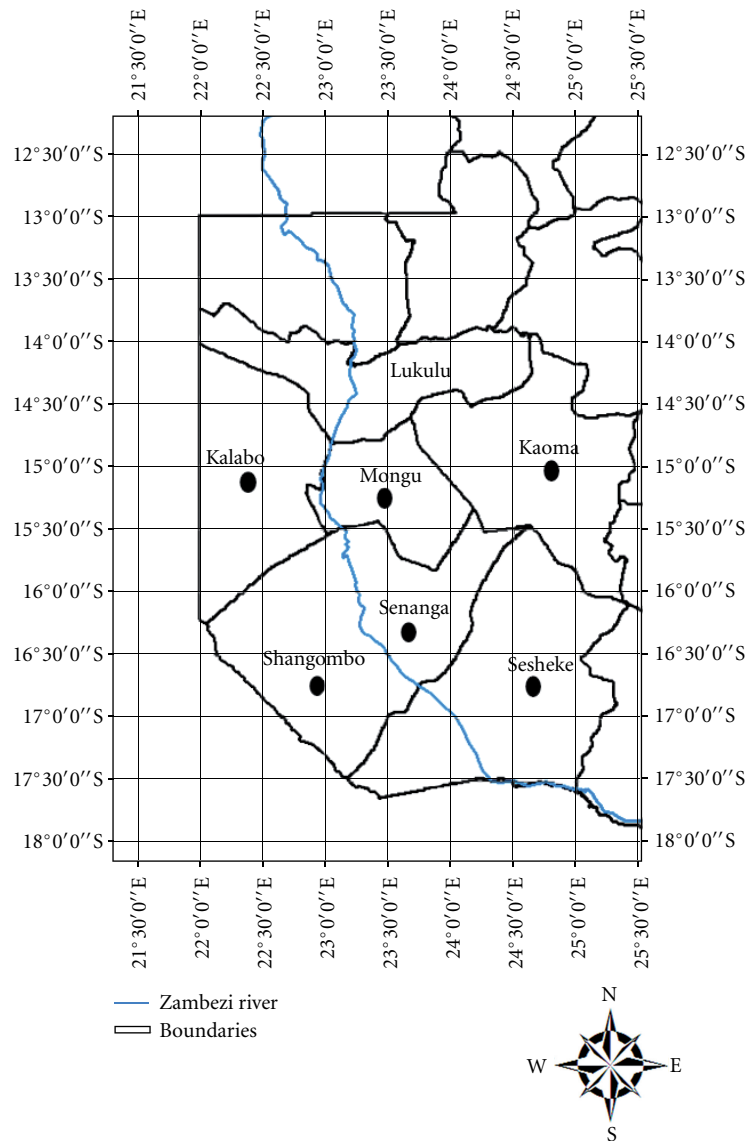 21°30′0′′E
22°0′0′′E
22°30′0′′E
23°0′0′′E
23°30′0′′E
24°0′0′′E
24°30′0′′E
25°0′0′′E
25°30′0′′E
12°30′0′′S 12°30′0′′S
13°0′0′′S 13°0′0′′S
13°30′0′′S 13°30′0′′S
14°0′0′′S 14°0′0′′S
Lukulu
14°30′0′′S 14°30′0′′S
Kalabo Mongu Kaoma
15°0′0′′S 15°0′0′′S
15°30′0′′S 15°30′0′′S
16°0′0′′S 16°0′0′′S
Senanga
16°30′0′′S 16°30′0′′S
Shangombo Sesheke
17°0′0′′S 17°0′0′′S
17°30′0′′S 17°30′0′′S
18°0′0′′S 18°0′0′′S
21°30′0′′E
22°0′0′′E
22°30′0′′E
23°0′0′′E
23°30′0′′E
24°0′0′′E
24°30′0′′E
25°0′0′′E
25°30′0′′E
Zambezi river
Boundaries
N
W E
S